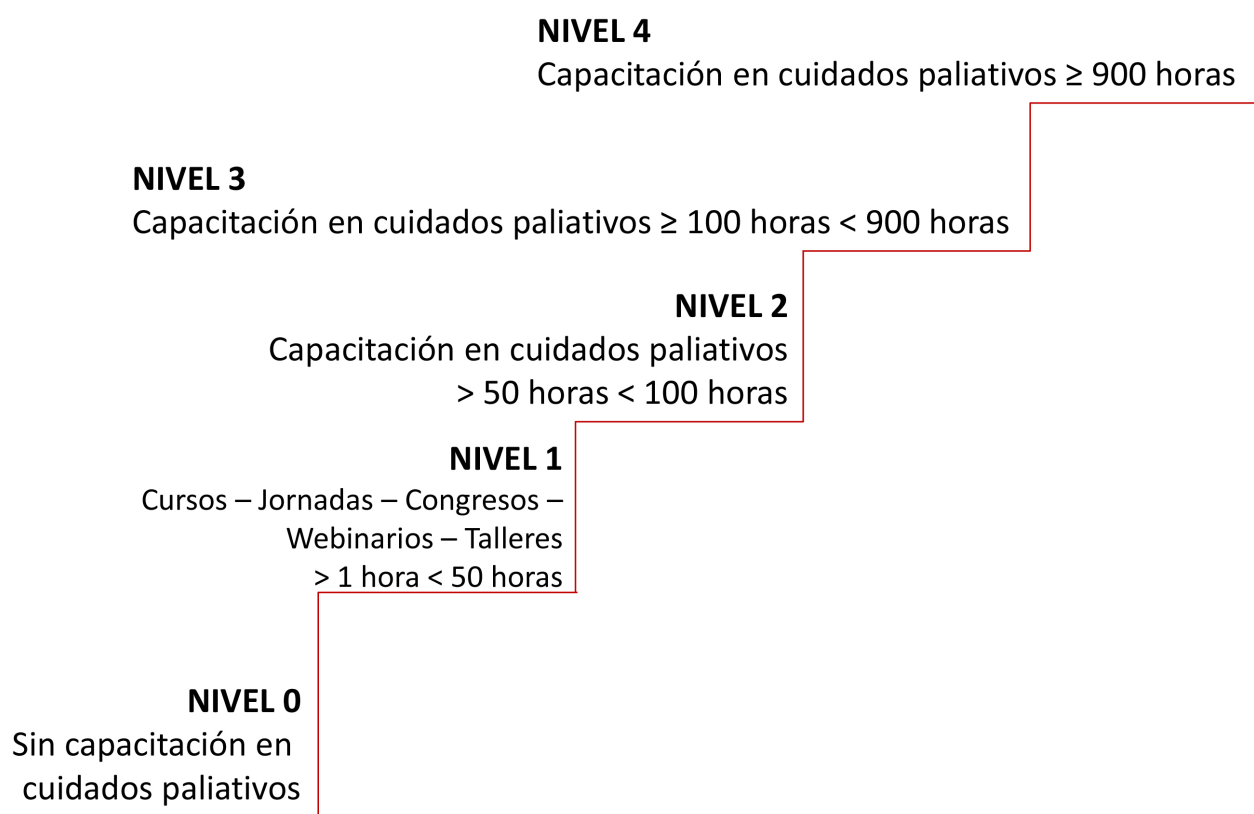 NIVEL 4
Capacitación en cuidados paliativos ≥ 900 horas
NIVEL 3
Capacitación en cuidados paliativos ≥ 100 horas < 900 horas
NIVEL 2
Capacitación en cuidados paliativos
> 50 horas < 100 horas
NIVEL 1
Cursos – Jornadas – Congresos –
Webinarios – Talleres
> 1 hora < 50 horas
NIVEL 0
Sin capacitación en
cuidados paliativos